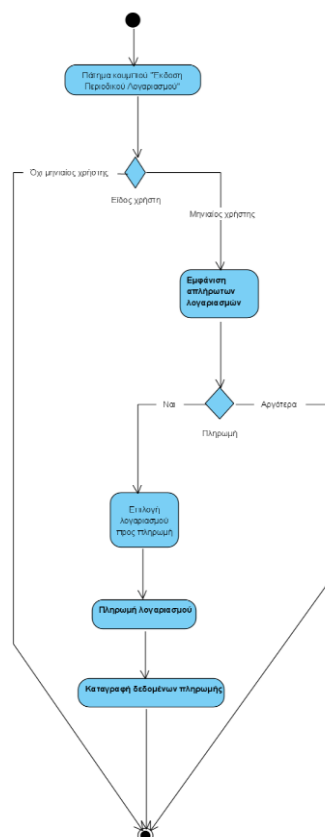 Πάτημα κουμπιού "Έκδοση
Περιοδικού Λογαριασμού"
Όχι μηνιαίος χρήστης
Είδος χρήστη
Μηνιαίος χρήστης
Εμφάνιση
απλήρωτων
λογαριασμών
Ναι
Αργότερα
Πληρωμή
Επιλογή
λογαριασμού
προς πληρωμή
Πληρωμή λογαριασμού
Καταγραφή δεδομένων πληρωμής